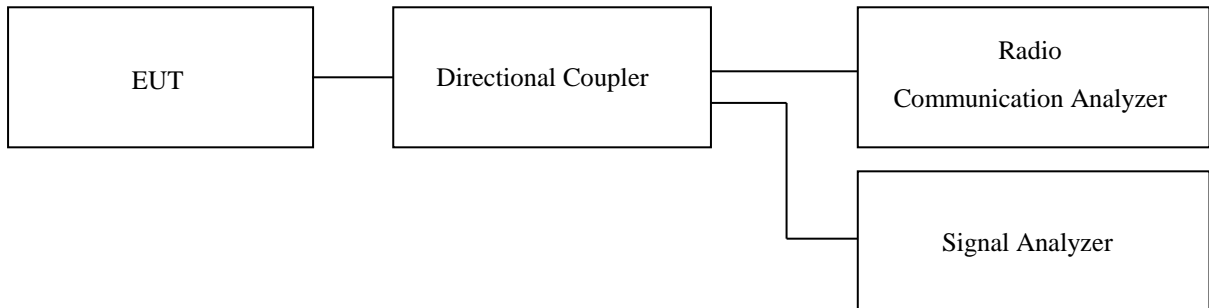 EUT
Directional Coupler
Radio
Communication Analyzer
Signal Analyzer